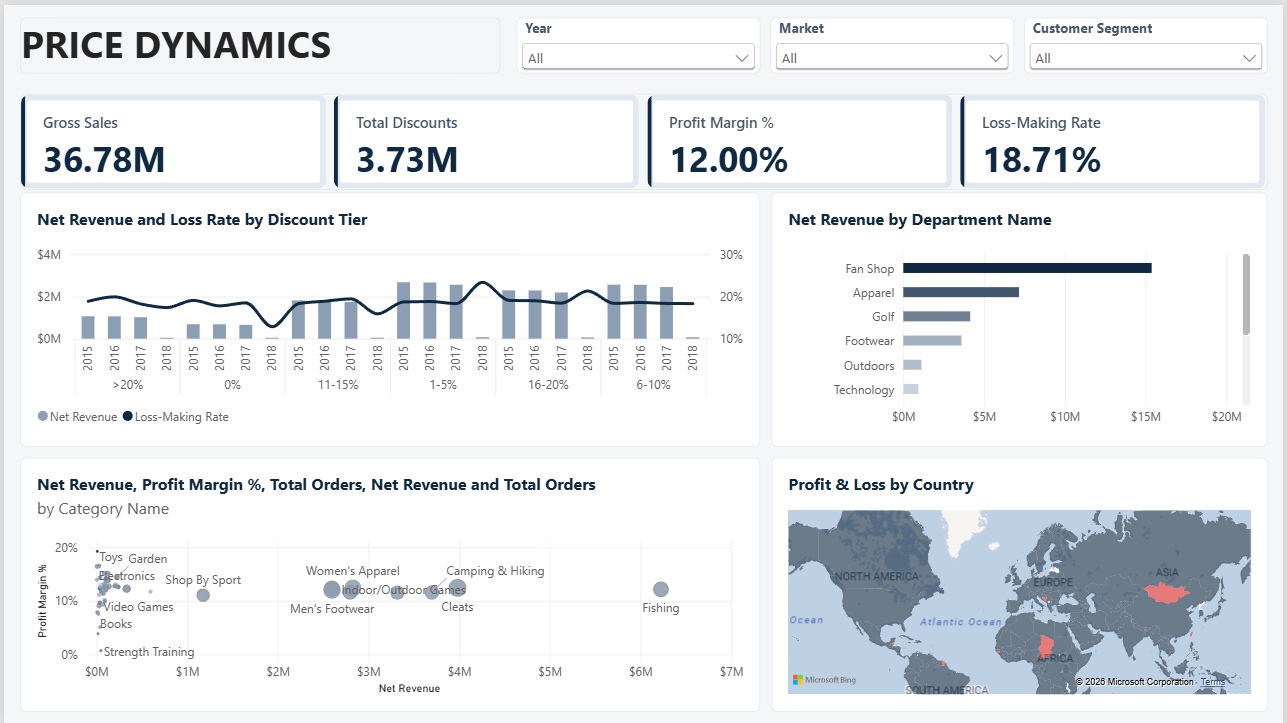 PRICE DYNAMICS
Year
All
Market
All
Customer Segment
All
Gross Sales
36.78M
Total Discounts
3.73M
Profit Margin %
12.00%
Loss-Making Rate
18.71%
Net Revenue and Loss Rate by Discount Tier
$4M
$2M
$0M
30%
20%
10%
2015 2016 2017 2018 2015 2016 2017 2018 2015 2016 2017 2018 2015 2016 2017 2018 2015 2016 2017 2018 2015 2016 2017 2018
>20% 0% 11-15% 1-5% 16-20% 6-10%
Net Revenue Loss-Making Rate
Net Revenue by Department Name
Fan Shop
Apparel
Golf
Footwear
Outdoors
Technology
$0M $5M $10M $15M $20M
Net Revenue, Profit Margin %, Total Orders, Net Revenue and Total Orders
by Category Name
Profit Margin %
20%
10%
0%
Toys
Garden
Electronics
Shop By Sport
Video Games
Books
Strength Training
Women's Apparel
Indoor/Outdoor Games
Men's Footwear
Camping & Hiking
Cleats
Fishing
$0M $1M $2M $3M $4M $5M $6M $7M
Net Revenue
Profit & Loss by Country
NORTH AMERICA
EUROPE
ASIA
Ocean
Atlantic Ocean
AFRICA
SOUTH AMERICA
Microsoft Bing
© 2026 Microsoft Corporation Terms